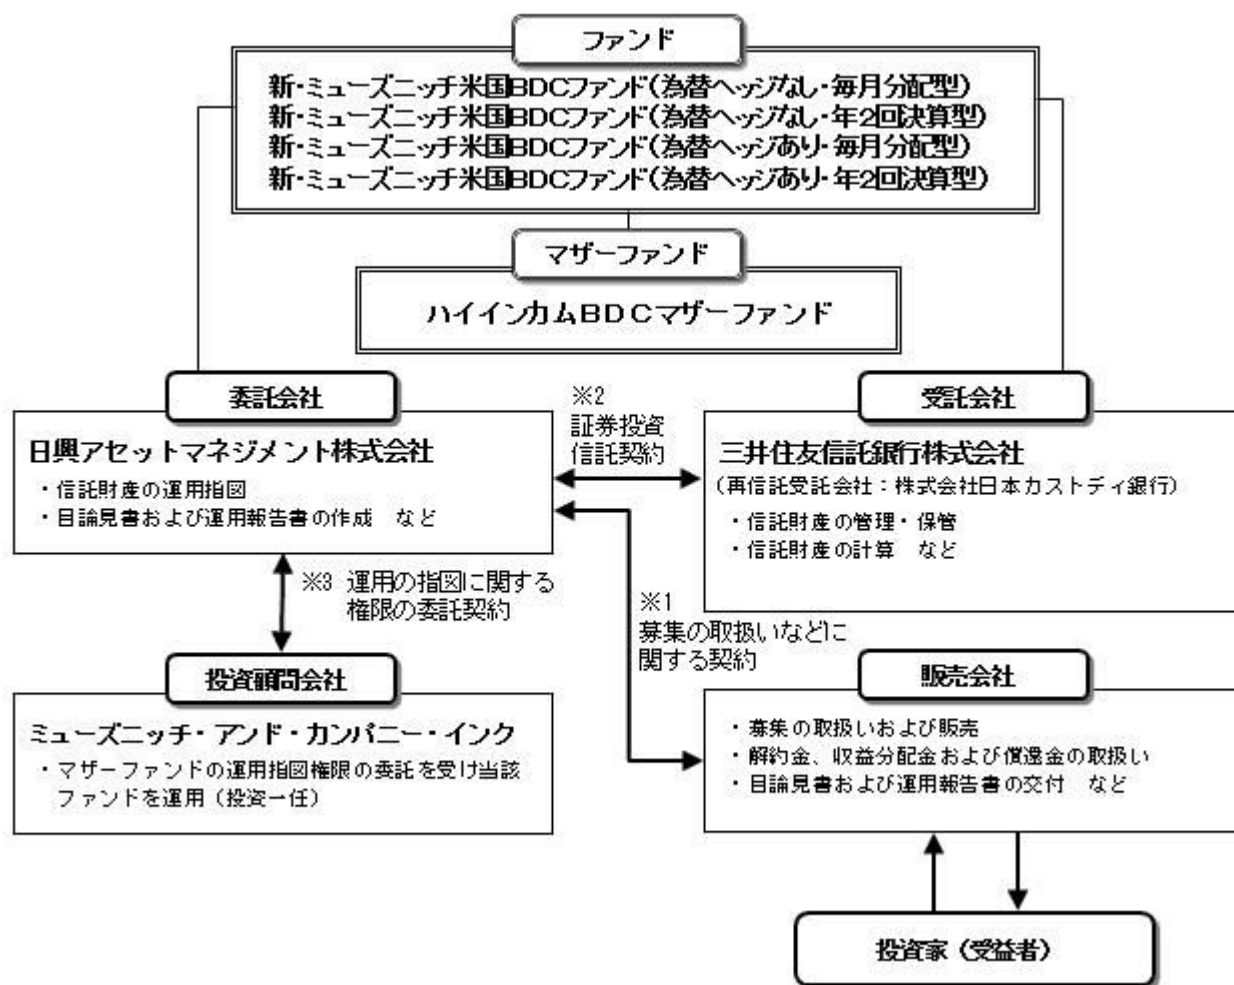 ファンド
新・ミューズニッチ米国BDCファンド(為替ヘッジなし・毎月分配型)
新・ミューズニッチ米国BDCファンド(為替ヘッジなし・年2回決算型)
新・ミューズニッチ米国BDCファンド(為替ヘッジあり・毎月分配型)
新・ミューズニッチ米国BDCファンド(為替ヘッジあり・年2回決算型)
マザーファンド
ハイインカムBDCマザーファンド
委託会社
日興アセットマネジメント株式会社
・信託財産の運用指図
・目論見書および運用報告書の作成 など
※2
証券投資
信託契約
受託会社
三井住友信託銀行株式会社
(再信託受託会社:株式会社日本カストディ銀行)
・信託財産の管理・保管
・信託財産の計算 など
※3 運用の指図に関する
権限の委託契約
※1
募集の取扱いなどに
関する契約
投資顧問会社
ミューズニッチ・アンド・カンパニー・インク
・マザーファンドの運用指図権限の委託を受け当該
ファンドを運用(投資一任)
販売会社
・募集の取扱いおよび販売
・解約金、収益分配金および償還金の取扱い
・目論見書および運用報告書の交付 など
投資家(受益者)